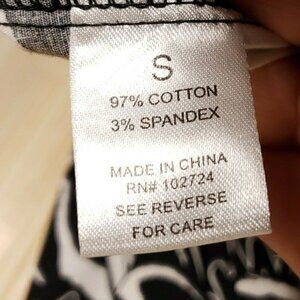 S
97% COTTON
3% SPANDEX
MADE IN CHINA
RN# 102724
SEE REVERSE
FOR CARE